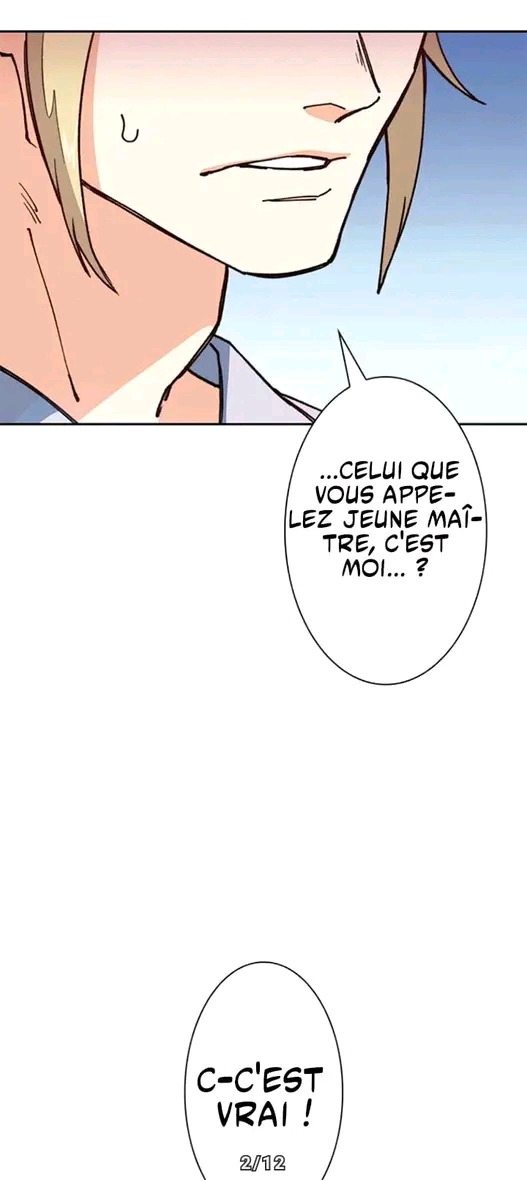 ...CELUI QUE
VOUS APPE-
LEZ JEUNE MAÎ-
TRE, C'EST
MOI... ?
C-C'EST
VRAI !
2/12